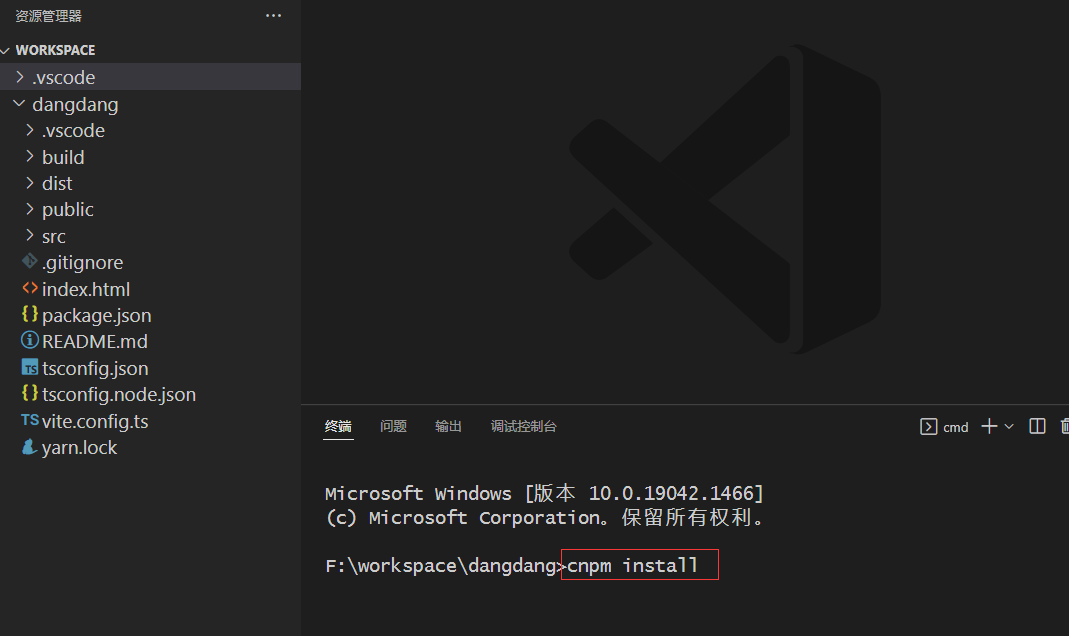 资源管理器
WORKSPACE
.vscode
dangdang
.vscode
build
dist
public
src
.gitignore
index.html
package.json
README.md
tsconfig.json
tsconfig.node.json
TS vite.config.ts
yarn.lock
终端 问题 输出 调试控制台 cmd
Microsoft Windows [版本 10.0.19042.1466]
(c) Microsoft Corporation。保留所有权利。
F:\workspace\dangdang>cnpm install